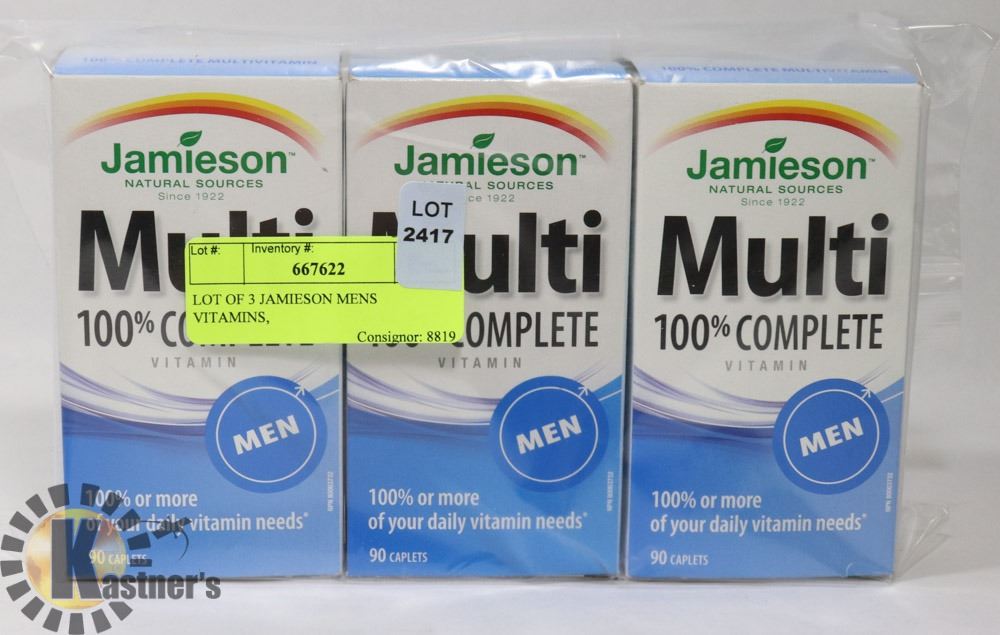 100% COMPLETE MULTIVITAMIN
100% COMPLETE MULTIVITAMIN
Jamieson™
NATURAL SOURCES
Since 1922
Multi
100% COMPLETE
VITAMIN
MEN
100% or more
of your daily vitamin needs*
90 CAPLETS
Jamieson™
NATURAL SOURCES
Since 1922
Multi
100% COMPLETE
VITAMIN
MEN
100% or more
of your daily vitamin needs*
90 CAPLETS
Jamieson™
NATURAL SOURCES
Since 1922
Multi
100% COMPLETE
VITAMIN
MEN
100% or more
of your daily vitamin needs*
90 CAPLETS
LOT
2417
Lot #: Inventory #:
667622
LOT OF 3 JAMIESON MENS
VITAMINS,
Consignor: 8819
Kastner's